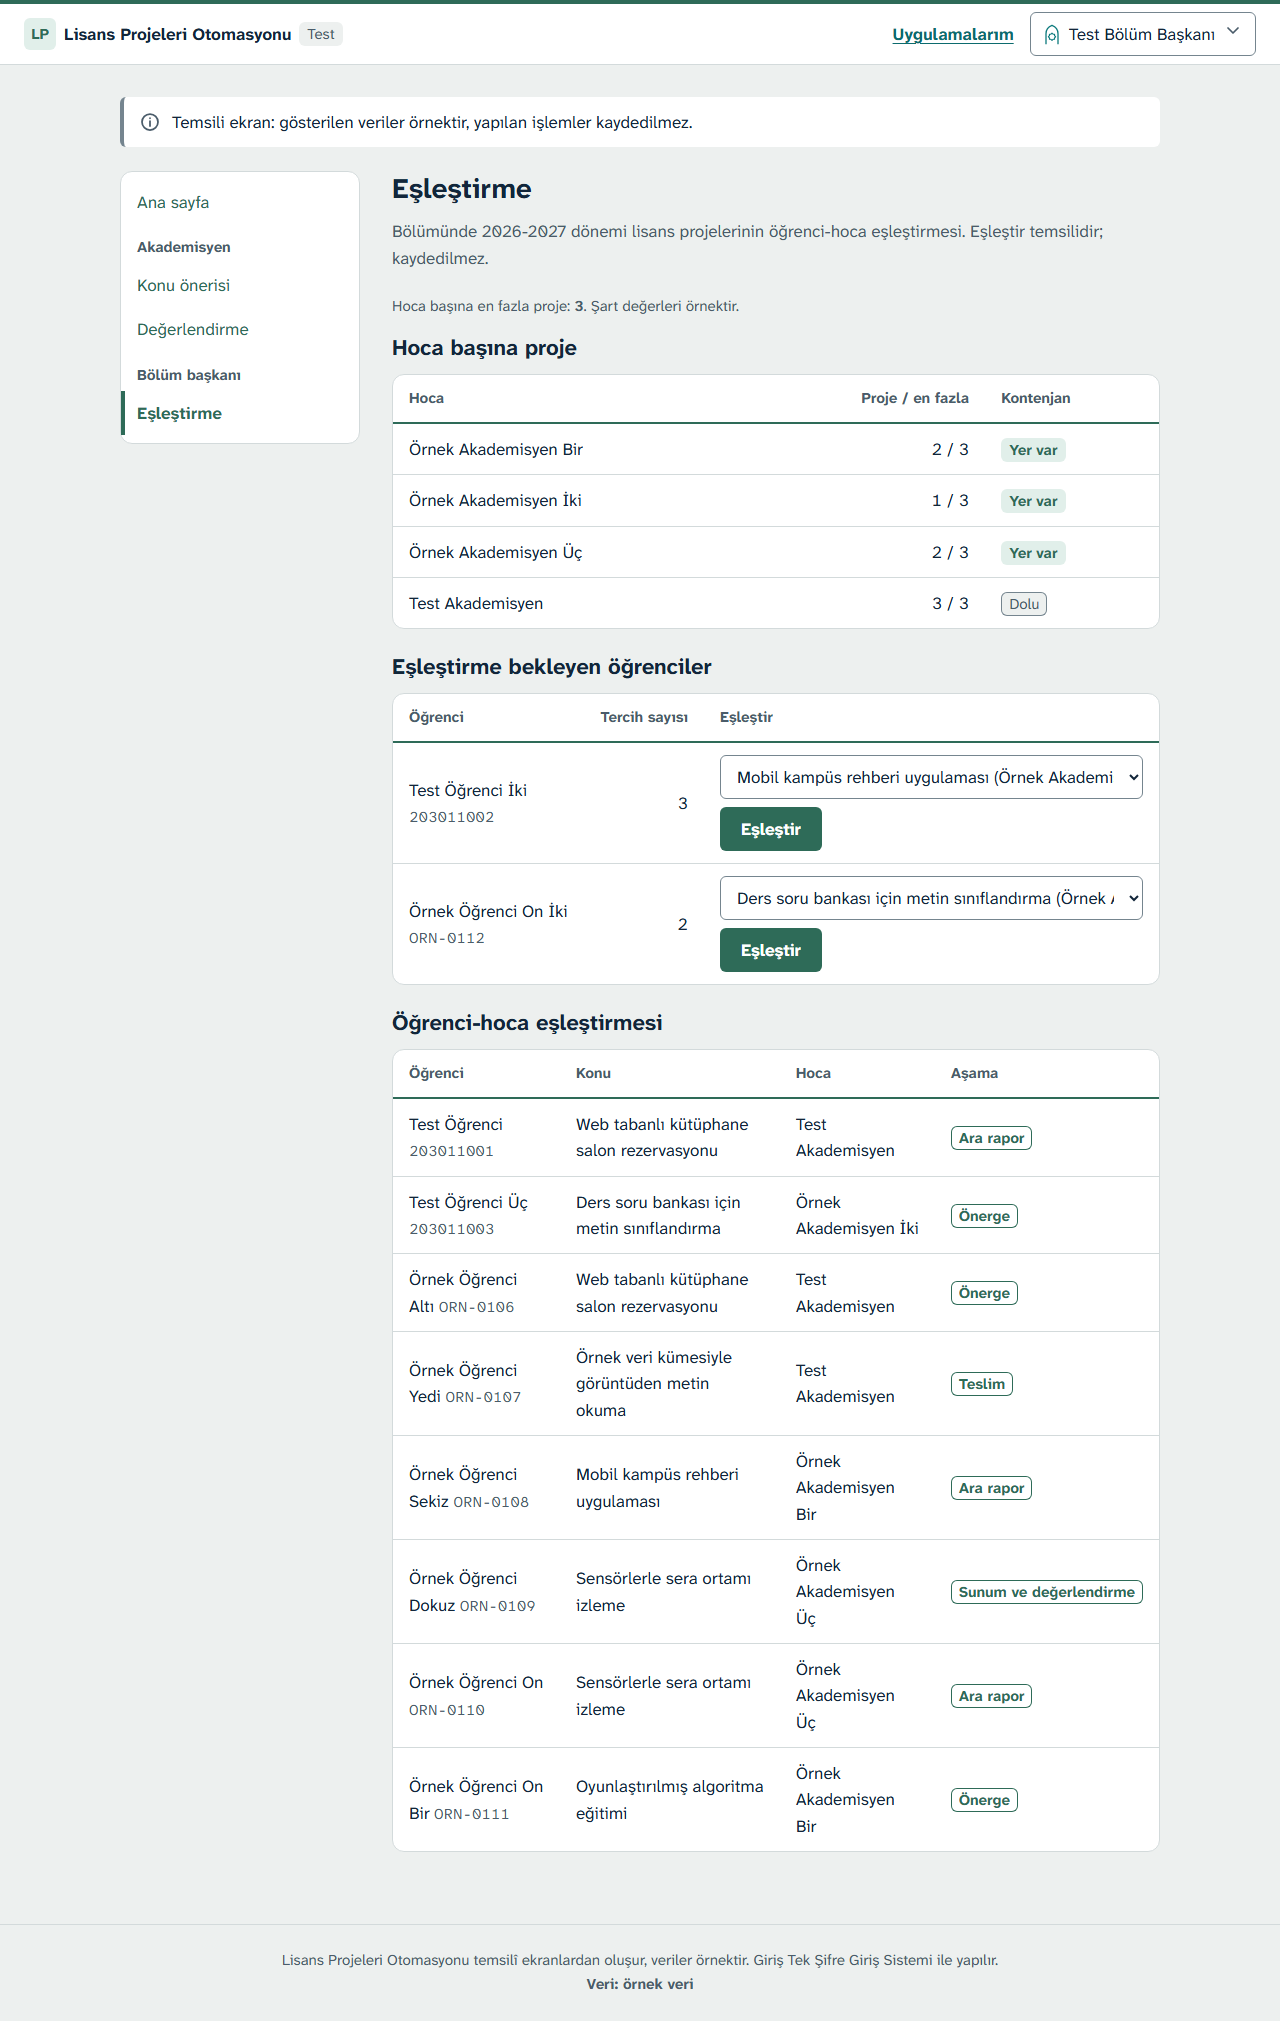 LP Lisans Projeleri Otomasyonu Test
Uygulamalarım
Test Bölüm Başkanı
Temsili ekran: gösterilen veriler örnektir, yapılan işlemler kaydedilmez.
Ana sayfa
Akademisyen
Konu önerisi
Değerlendirme
Bölüm başkanı
Eşleştirme
Eşleştirme
Bölümünde 2026-2027 dönemi lisans projelerinin öğrenci-hoca eşleştirmesi. Eşleştir temsilidir;
kaydedilmez.
Hoca başına en fazla proje: 3. Şart değerleri örnektir.
Hoca başına proje
Hoca Proje / en fazla Kontenjan
Örnek Akademisyen Bir 2 / 3 Yer var
Örnek Akademisyen İki 1 / 3 Yer var
Örnek Akademisyen Üç 2 / 3 Yer var
Test Akademisyen 3 / 3 Dolu
Eşleştirme bekleyen öğrenciler
Öğrenci Tercih sayısı Eşleştir
Test Öğrenci İki
203011002
3
Mobil kampüs rehberi uygulaması (Örnek Akademi
Eşleştir
Örnek Öğrenci On İki
ORN-0112
2
Ders soru bankası için metin sınıflandırma (Örnek
Eşleştir
Öğrenci-hoca eşleştirmesi
Öğrenci Konu Hoca Aşama
Test Öğrenci
203011001
Web tabanlı kütüphane
salon rezervasyonu
Test
Akademisyen
Ara rapor
Test Öğrenci Üç
203011003
Ders soru bankası için
metin sınıflandırma
Örnek
Akademisyen İki
Önerge
Örnek Öğrenci
Altı ORN-0106
Web tabanlı kütüphane
salon rezervasyonu
Test
Akademisyen
Önerge
Örnek Öğrenci
Yedi ORN-0107
Örnek veri kümesiyle
görüntüden metin
okuma
Test
Akademisyen
Teslim
Örnek Öğrenci
Sekiz ORN-0108
Mobil kampüs rehberi
uygulaması
Örnek
Akademisyen
Bir
Ara rapor
Örnek Öğrenci
Dokuz ORN-0109
Sensörlerle sera ortamı
izleme
Örnek
Akademisyen
Üç
Sunum ve değerlendirme
Örnek Öğrenci On
ORN-0110
Sensörlerle sera ortamı
izleme
Örnek
Akademisyen
Üç
Ara rapor
Örnek Öğrenci On
Bir ORN-0111
Oyunlaştırılmış algoritma
eğitimi
Örnek
Akademisyen
Bir
Önerge
Lisans Projeleri Otomasyonu temsilî ekranlardan oluşur, veriler örnektir. Giriş Tek Şifre Giriş Sistemi ile yapılır.
Veri: örnek veri